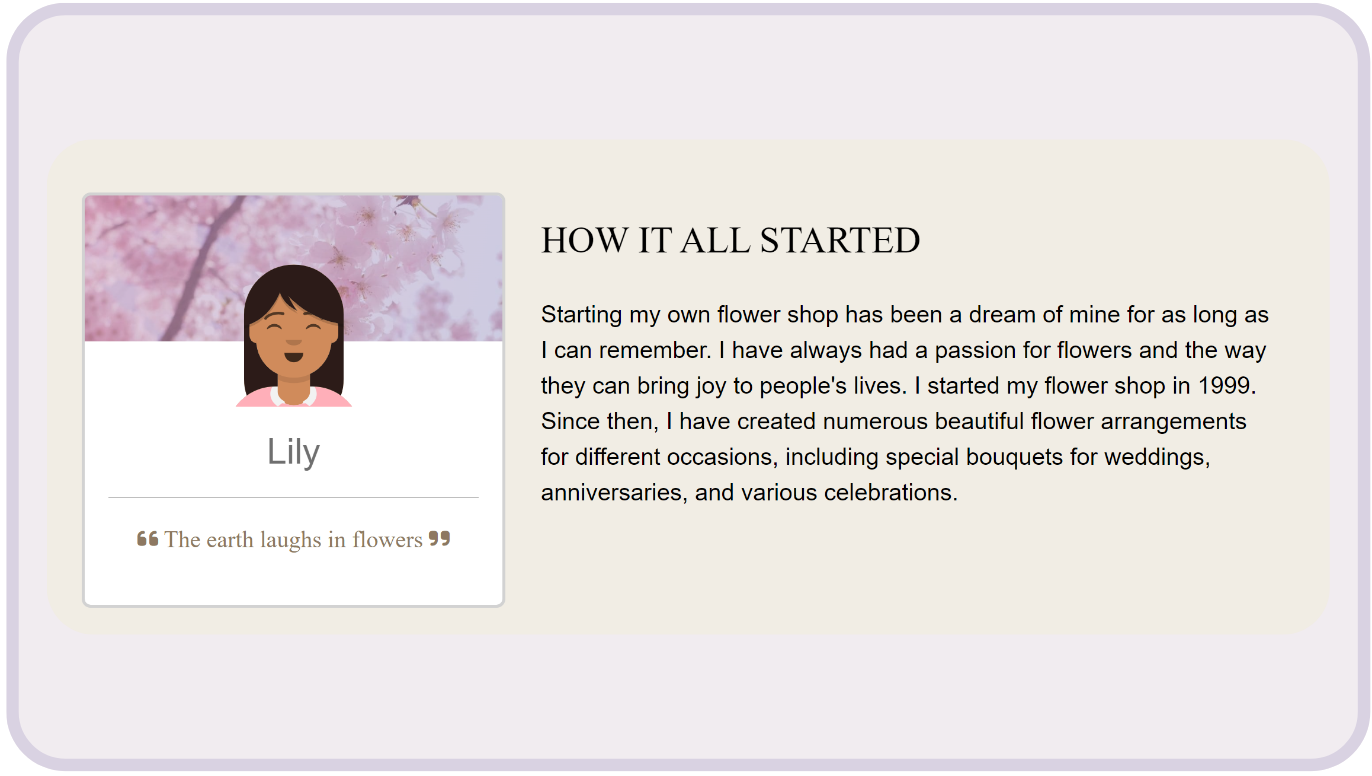 Lily
❝ The earth laughs in flowers ❞
HOW IT ALL STARTED
Starting my own flower shop has been a dream of mine for as long as
I can remember. I have always had a passion for flowers and the way
they can bring joy to people's lives. I started my flower shop in 1999.
Since then, I have created numerous beautiful flower arrangements
for different occasions, including special bouquets for weddings,
anniversaries, and various celebrations.